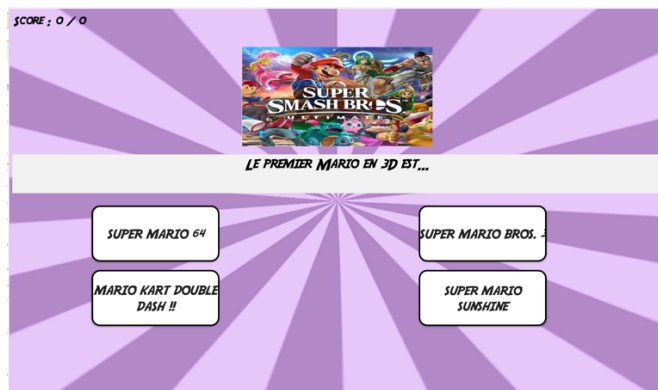 Score : 0 / 0
SUPER
SMASH BROS
ULTIMATE
Le premier Mario en 3D est...
SUPER MARIO 64
SUPER MARIO BROS. 3
MARIO KART DOUBLE
DASH !!
SUPER MARIO
SUNSHINE